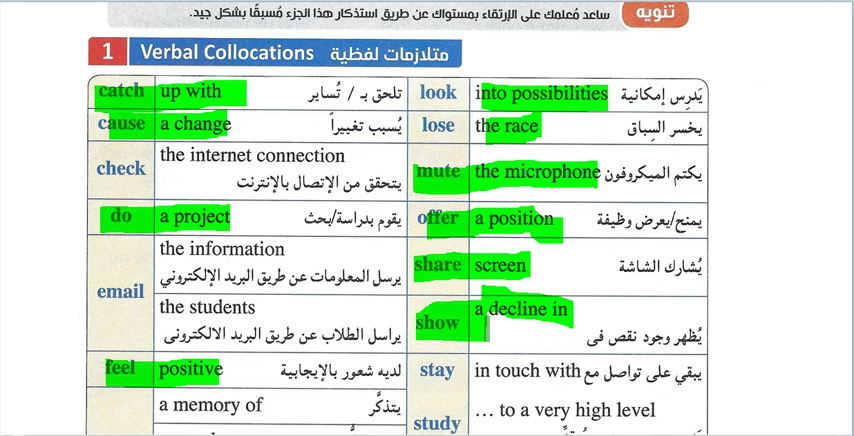 تنويه
ساعد مُعلمك على الإرتقاء بمستواك عن طريق استذكار هذا الجزء مُسبقًا بشكل جيد.
1 Verbal Collocations متلازمات لفظية
catch up with تلحق بـ / تُساير
cause a change يُسبب تغييراً
check the internet connection
يتحقق من الإتصال بالإنترنت
do a project يقوم بدراسة/بحث
email the information
يرسل المعلومات عن طريق البريد الإلكتروني
the students
يراسل الطلاب عن طريق البريد الالكترونى
feel positive لديه شعور بالإيجابية
a memory of يتذكَّر
look into possibilities يَدرِس إمكانية
lose the race يخسر السِباق
mute the microphone يكتم الميكروفون
offer a position يمنح/يعرض وظيفة
share screen يُشارك الشاشة
show a decline in
يُظهر وجود نقص فى
stay in touch with يبقي على تواصل مع
study … to a very high level